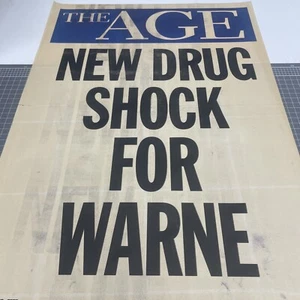 THE AGE
NEW DRUG
SHOCK
FOR
WARNE